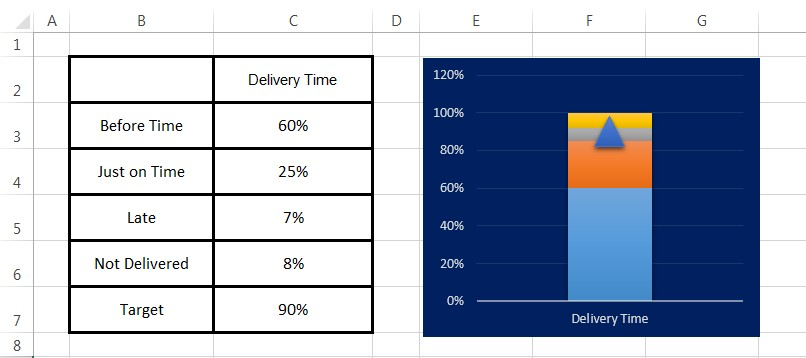 A B C D E F G
1
2 Delivery Time
3 Before Time 60%
4 Just on Time 25%
5 Late 7%
6 Not Delivered 8%
7 Target 90%
8
120%
100%
80%
60%
40%
20%
0%
Delivery Time